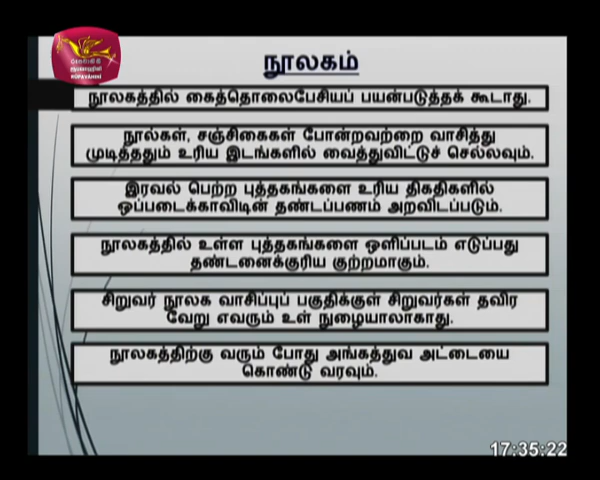 நூலகம்
நூலகத்தில் கைத்தொலைபேசியப் பயன்படுத்தக் கூடாது.
நூல்கள், சஞ்சிகைகள் போன்றவற்றை வாசித்து
முடித்ததும் உரிய இடங்களில் வைத்துவிட்டுச் செல்லவும்.
இரவல் பெற்ற புத்தகங்களை உரிய திகதிகளில்
ஒப்படைக்காவிடின் தண்டப்பணம் அறவிடப்படும்.
நூலகத்தில் உள்ள புத்தகங்களை ஒளிப்படம் எடுப்பது
தண்டனைக்குரிய குற்றமாகும்.
சிறுவர் நூலக வாசிப்புப் பகுதிக்குள் சிறுவர்கள் தவிர
வேறு எவரும் உள் நுழையாலாகாது.
நூலகத்திற்கு வரும் போது அங்கத்துவ அட்டையை
கொண்டு வரவும்.
17:35:22